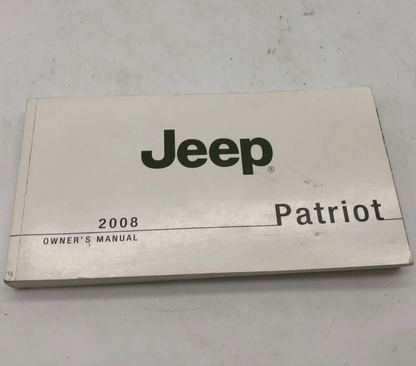 Jeep®
Patriot
2008
OWNER'S MANUAL